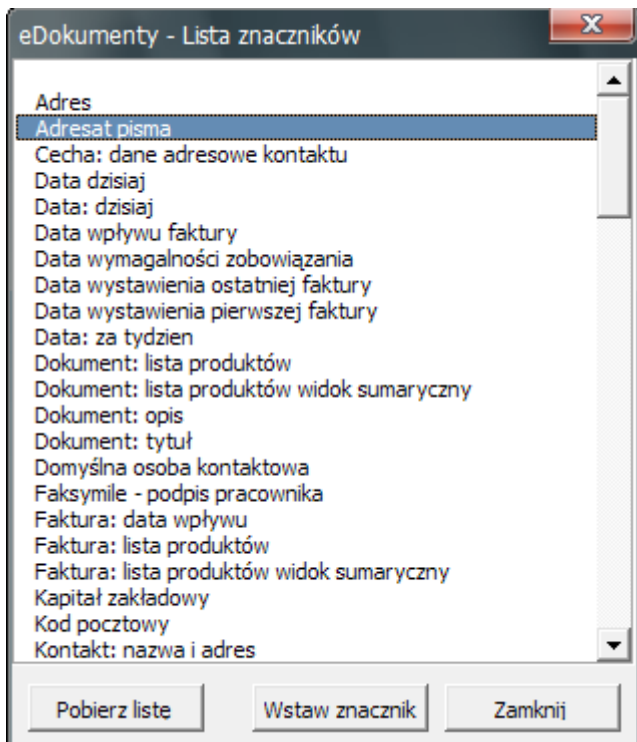 eDokumenty - Lista znaczników
Adres
Adresat pisma
Cecha: dane adresowe kontaktu
Data dzisiaj
Data: dzisiaj
Data wpływu faktury
Data wymagalności zobowiązania
Data wystawienia ostatniej faktury
Data wystawienia pierwszej faktury
Data: za tydzien
Dokument: lista produktów
Dokument: lista produktów widok sumaryczny
Dokument: opis
Dokument: tytuł
Domyślna osoba kontaktowa
Faksymile - podpis pracownika
Faktura: data wpływu
Faktura: lista produktów
Faktura: lista produktów widok sumaryczny
Kapitał zakładowy
Kod pocztowy
Kontakt: nazwa i adres
Pobierz listę Wstaw znacznik Zamknij